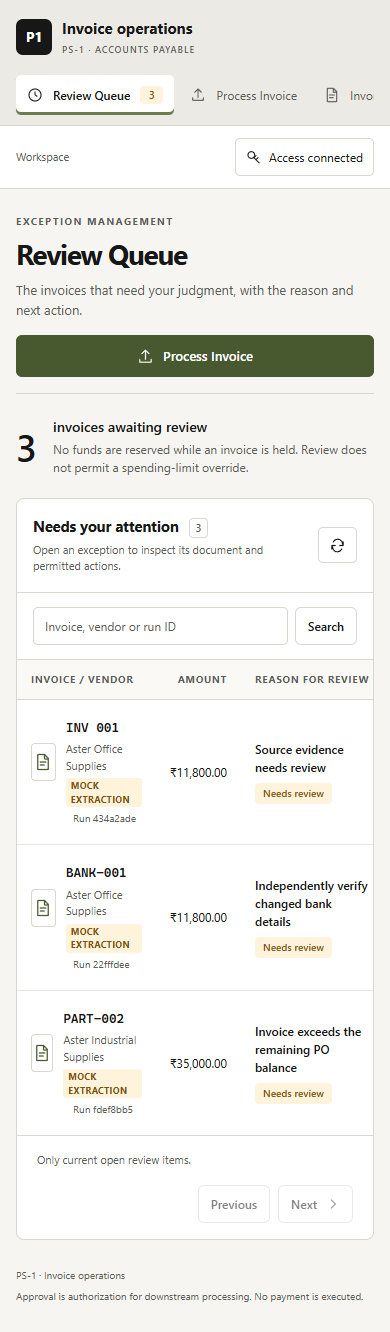 P1
Invoice operations
PS-1 · ACCOUNTS PAYABLE
Review Queue 3
Process Invoice
Invo
Workspace
Access connected
EXCEPTION MANAGEMENT
Review Queue
The invoices that need your judgment, with the reason and
next action.
Process Invoice
3
invoices awaiting review
No funds are reserved while an invoice is held. Review does
not permit a spending-limit override.
Needs your attention 3
Open an exception to inspect its document and
permitted actions.
Invoice, vendor or run ID
Search
INVOICE / VENDOR AMOUNT REASON FOR REVIEW
INV 001
Aster Office
Supplies
MOCK
EXTRACTION
Run 434a2ade
₹11,800.00
Source evidence
needs review
Needs review
BANK-001
Aster Office
Supplies
MOCK
EXTRACTION
Run 22fffdee
₹11,800.00
Independently verify
changed bank
details
Needs review
PART-002
Aster Industrial
Supplies
MOCK
EXTRACTION
Run fdef8bb5
₹35,000.00
Invoice exceeds the
remaining PO
balance
Needs review
Only current open review items.
Previous
Next
PS-1 · Invoice operations
Approval is authorization for downstream processing. No payment is executed.